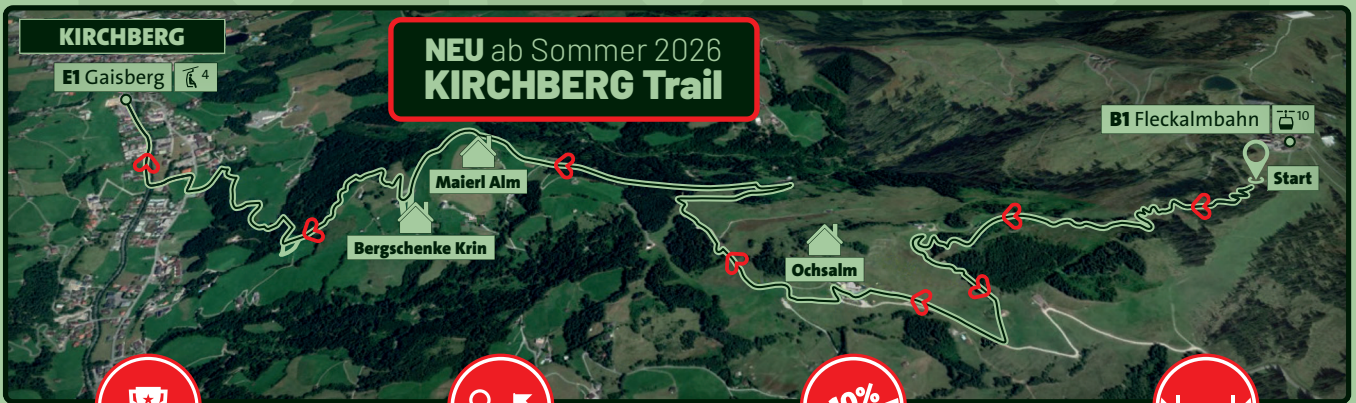 KIRCHBERG
E1 Gaisberg 4
NEU ab Sommer 2026
KIRCHBERG Trail
B1 Fleckalmbahn 10
Start
Maierl Alm
Bergschenke Krin
Ochsalm